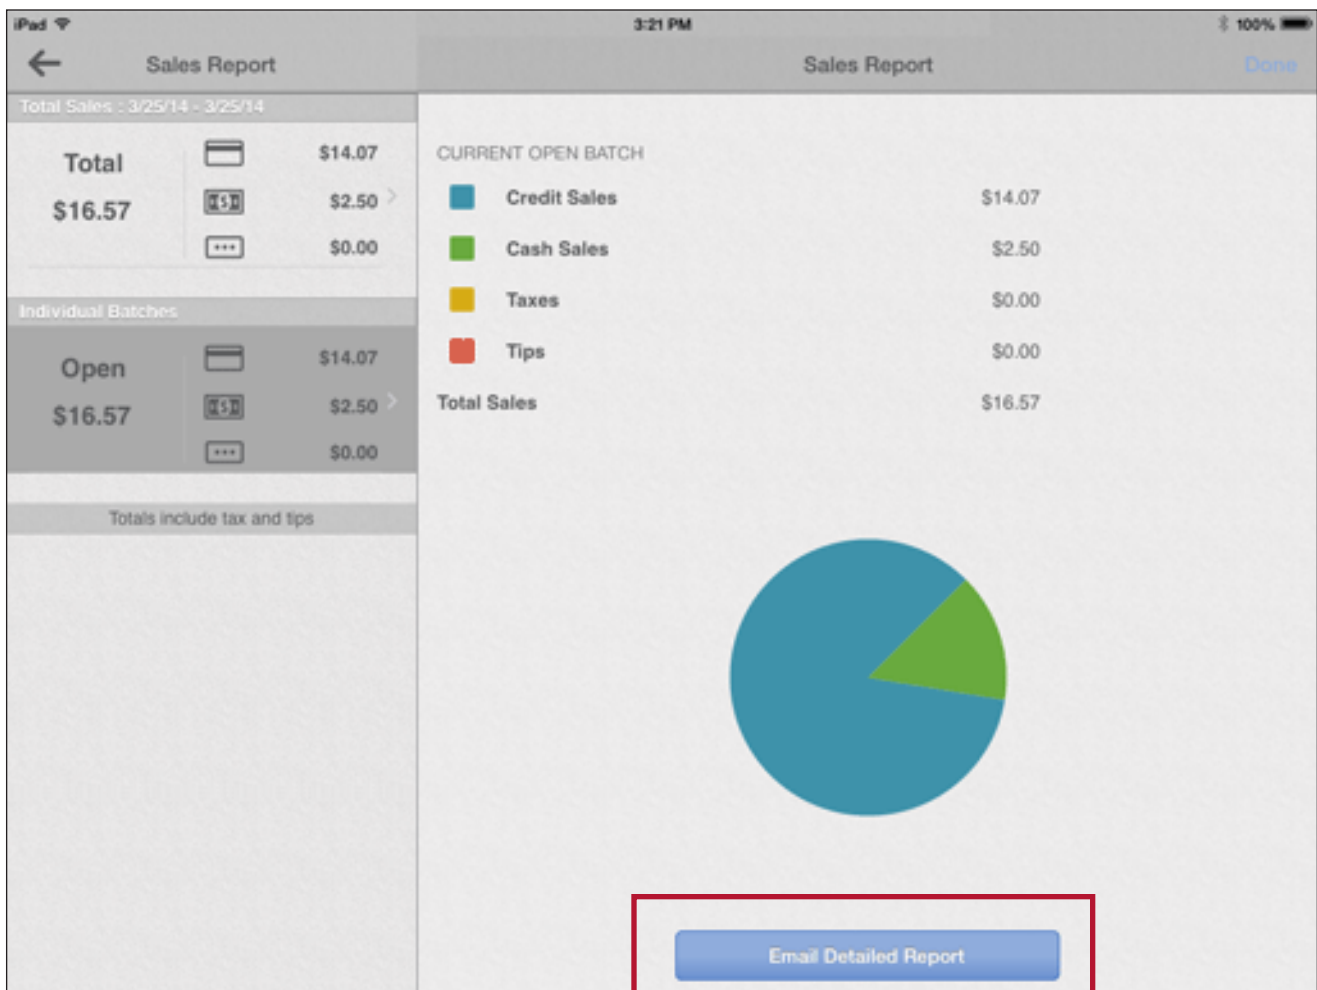 iPad 3:21 PM 100%
Sales Report
Sales Report Done
Total Sales : 3/25/14 - 3/25/14
Total
$16.57
$14.07
$2.50
$0.00
Individual Batches
Open
$16.57
$14.07
$2.50
$0.00
Totals include tax and tips
CURRENT OPEN BATCH
Credit Sales $14.07
Cash Sales $2.50
Taxes $0.00
Tips $0.00
Total Sales $16.57
Email Detailed Report